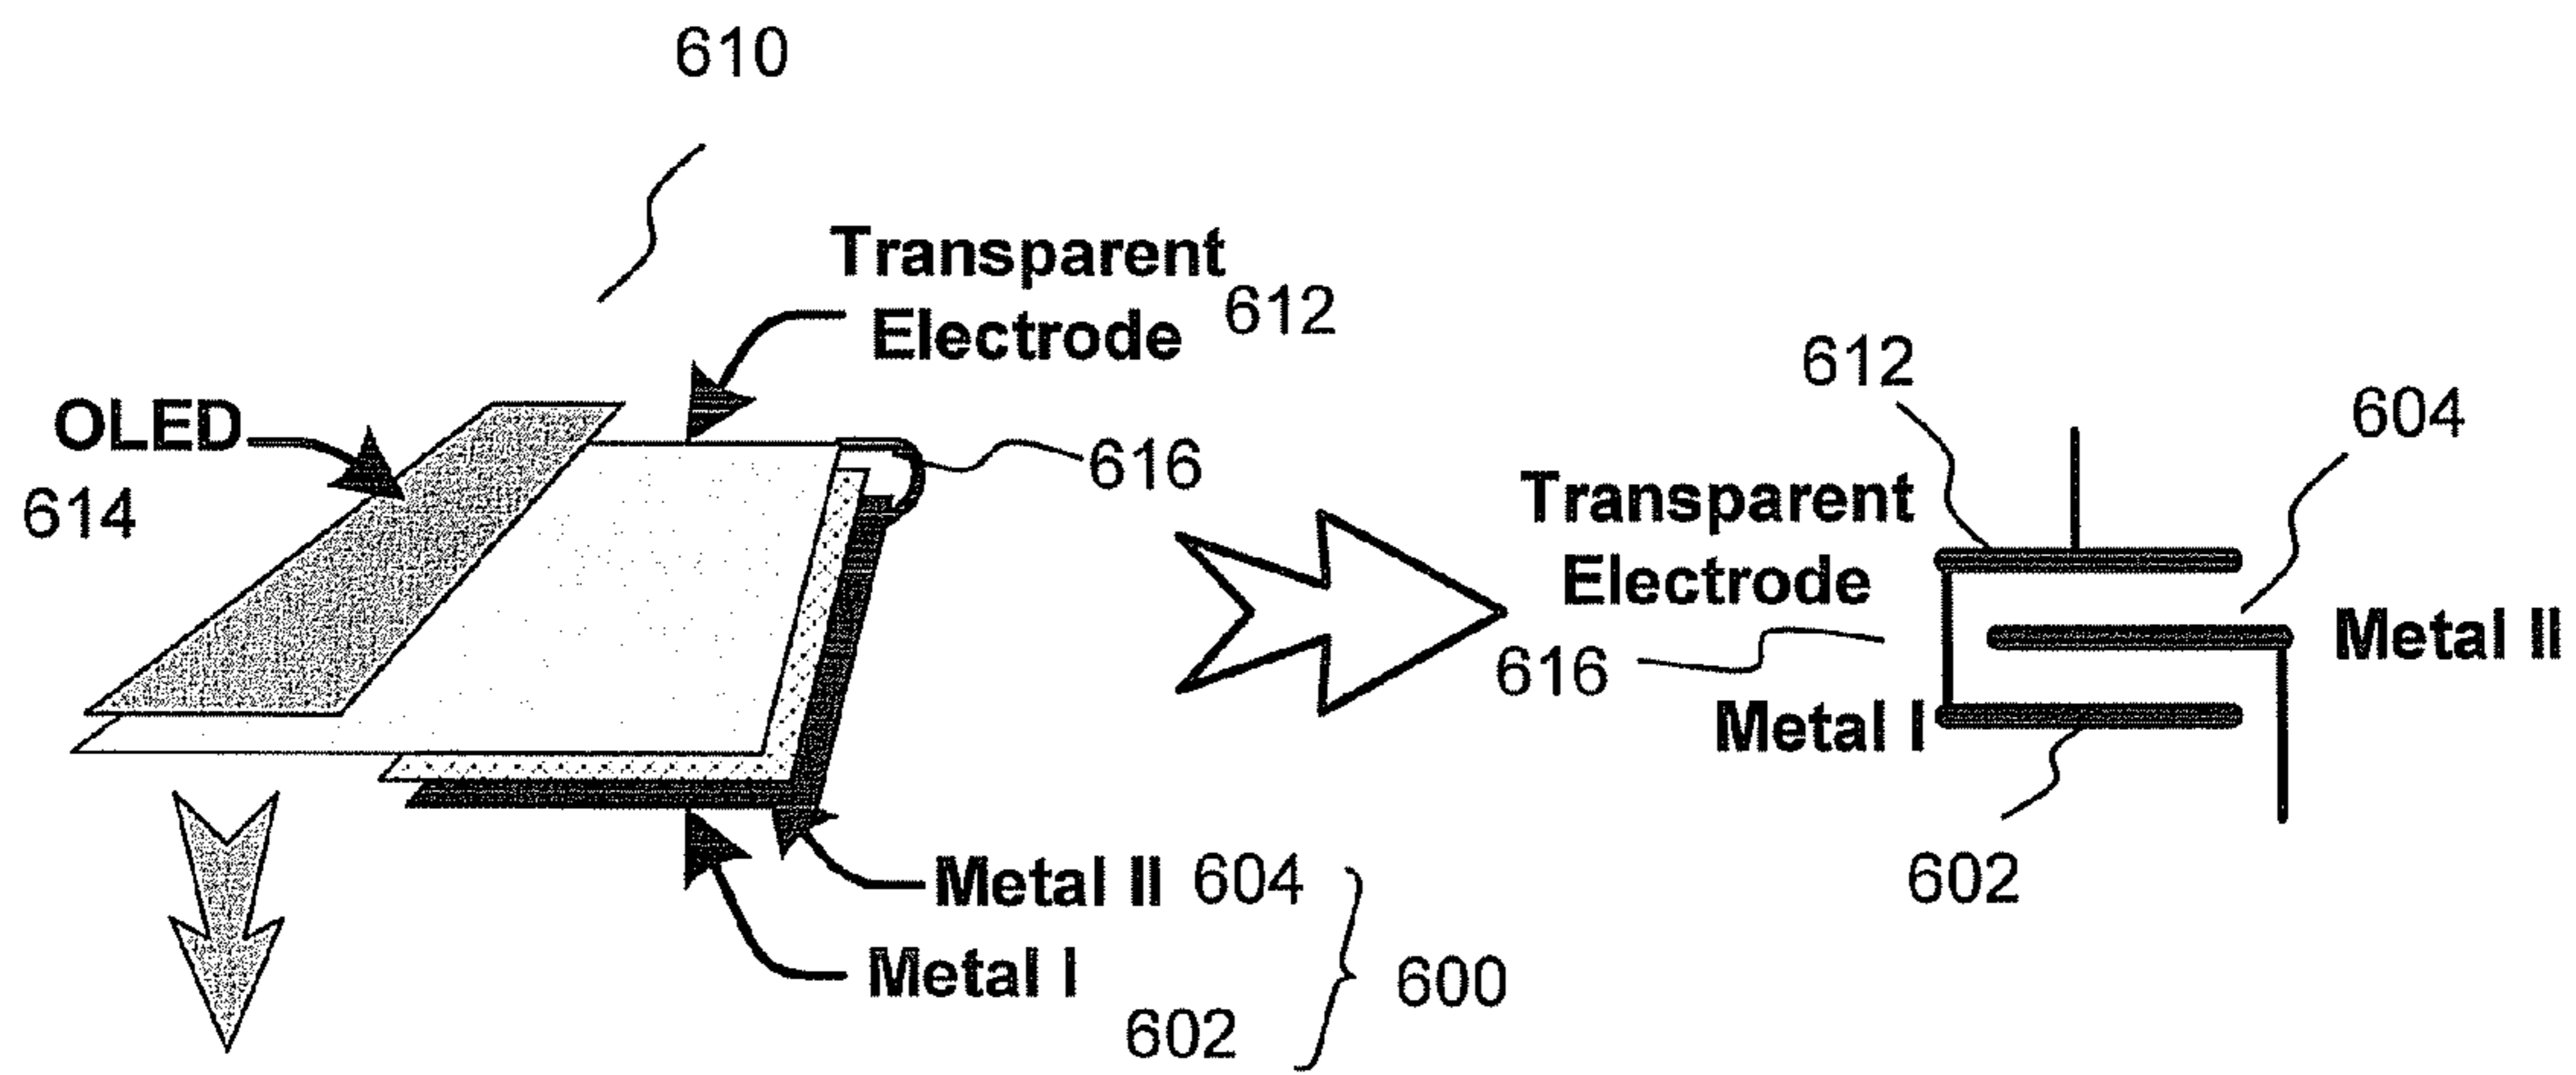 610
Transparent
Electrode 612
OLED
614
616
Metal II 604
Metal I
602
600
612
604
Transparent
Electrode
616
Metal II
Metal I
602